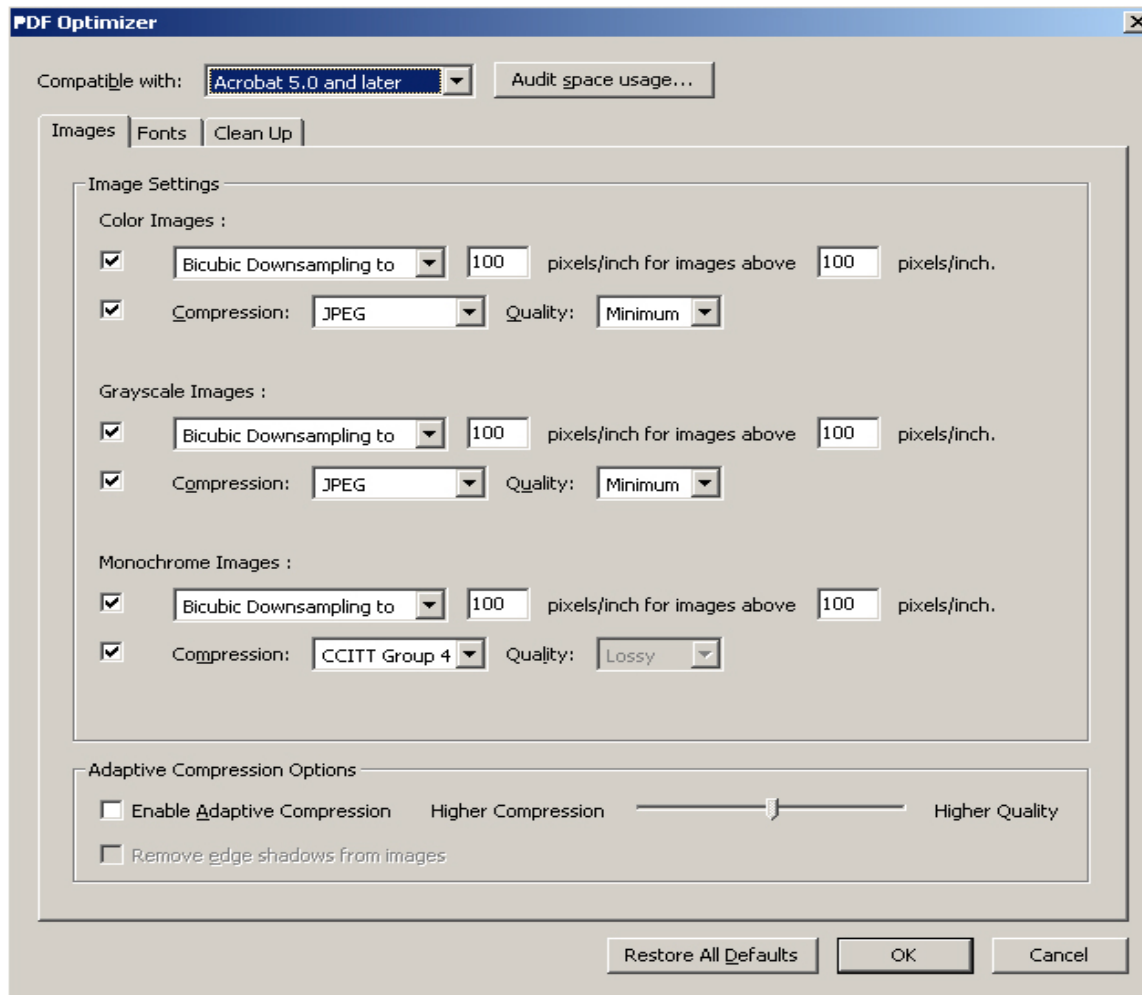 PDF Optimizer
Compatible with: Acrobat 5.0 and later Audit space usage...
Images Fonts Clean Up
Image Settings
Color Images :
Bicubic Downsampling to 100 pixels/inch for images above 100 pixels/inch.
Compression: JPEG Quality: Minimum
Grayscale Images :
Bicubic Downsampling to 100 pixels/inch for images above 100 pixels/inch.
Compression: JPEG Quality: Minimum
Monochrome Images :
Bicubic Downsampling to 100 pixels/inch for images above 100 pixels/inch.
Compression: CCITT Group 4 Quality: Lossy
Adaptive Compression Options
Enable Adaptive Compression Higher Compression Higher Quality
Remove edge shadows from images
Restore All Defaults OK Cancel